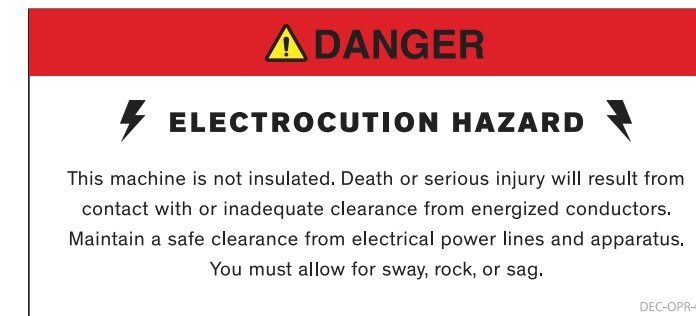 DANGER
ELECTROCUTION HAZARD
This machine is not insulated. Death or serious injury will result from
contact with or inadequate clearance from energized conductors.
Maintain a safe clearance from electrical power lines and apparatus.
You must allow for sway, rock, or sag.
DEC-OPR-